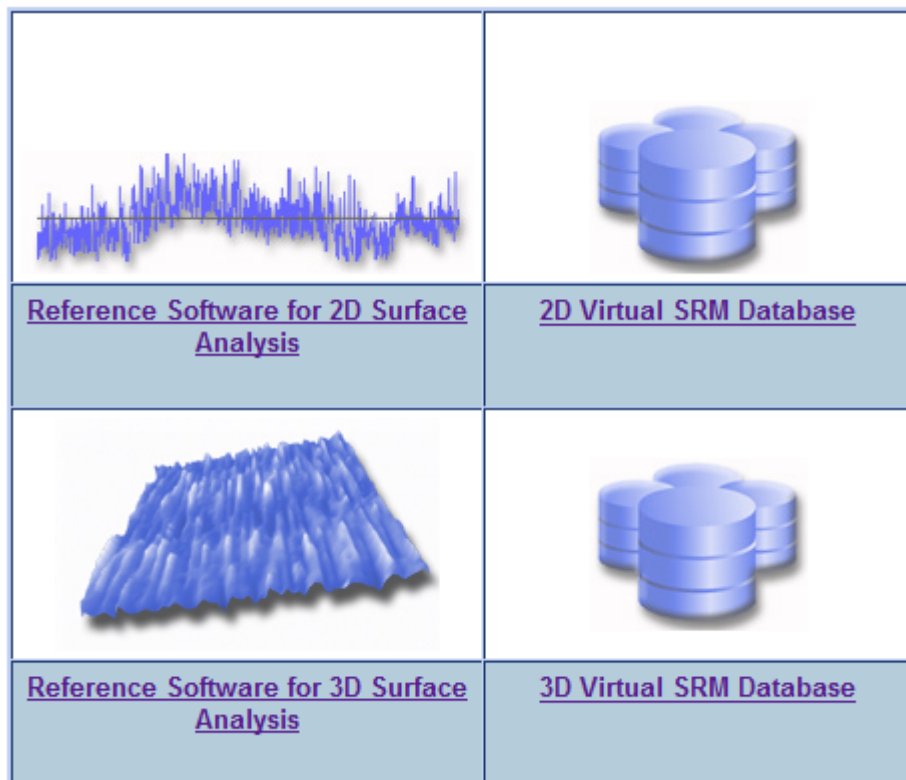 Reference Software for 2D Surface
Analysis
2D Virtual SRM Database
Reference Software for 3D Surface
Analysis
3D Virtual SRM Database